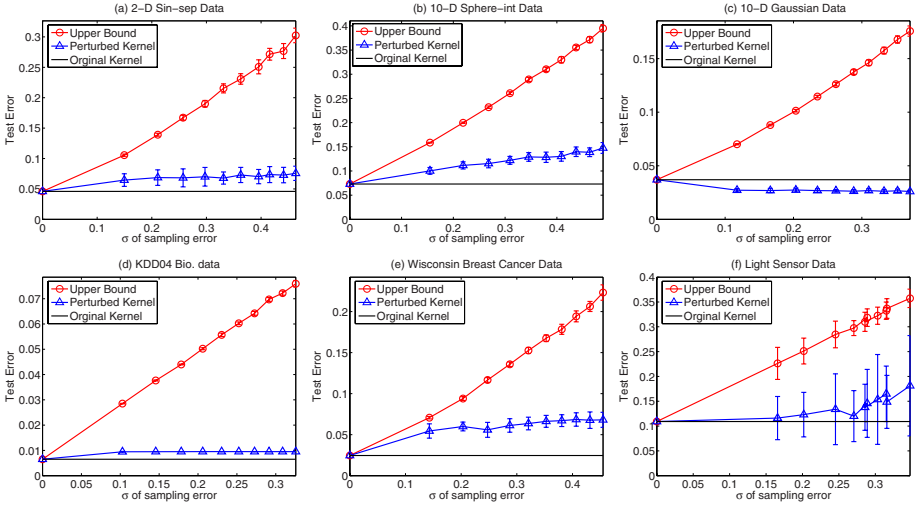 (a) 2-D Sin-sep Data
Upper Bound
Perturbed Kernel
Orginal Kernel
Test Error
0.3
0.25
0.2
0.15
0.1
0.05
0
0 0.1 0.2 0.3 0.4
σ of sampling error
(b) 10-D Sphere-int Data
Upper Bound
Perturbed Kernel
Orginal Kernel
Test Error
0.4
0.35
0.3
0.25
0.2
0.15
0.1
0.05
0
0 0.1 0.2 0.3 0.4
σ of sampling error
(c) 10-D Gaussian Data
Upper Bound
Perturbed Kernel
Orginal Kernel
Test Error
0.15
0.1
0.05
0
0 0.1 0.2 0.3
σ of sampling error
(d) KDD04 Bio. data
Upper Bound
Perturbed Kernel
Orginal Kernel
Test Error
0.07
0.06
0.05
0.04
0.03
0.02
0.01
0
0 0.05 0.1 0.15 0.2 0.25 0.3
σ of sampling error
(e) Wisconsin Breast Cancer Data
Upper Bound
Perturbed Kernel
Orginal Kernel
Test Error
0.2
0.15
0.1
0.05
0
0 0.1 0.2 0.3 0.4
σ of sampling error
(f) Light Sensor Data
Upper Bound
Perturbed Kernel
Orginal Kernel
Test Error
0.4
0.35
0.3
0.25
0.2
0.15
0.1
0.05
0
0 0.1 0.2 0.3
σ of sampling error